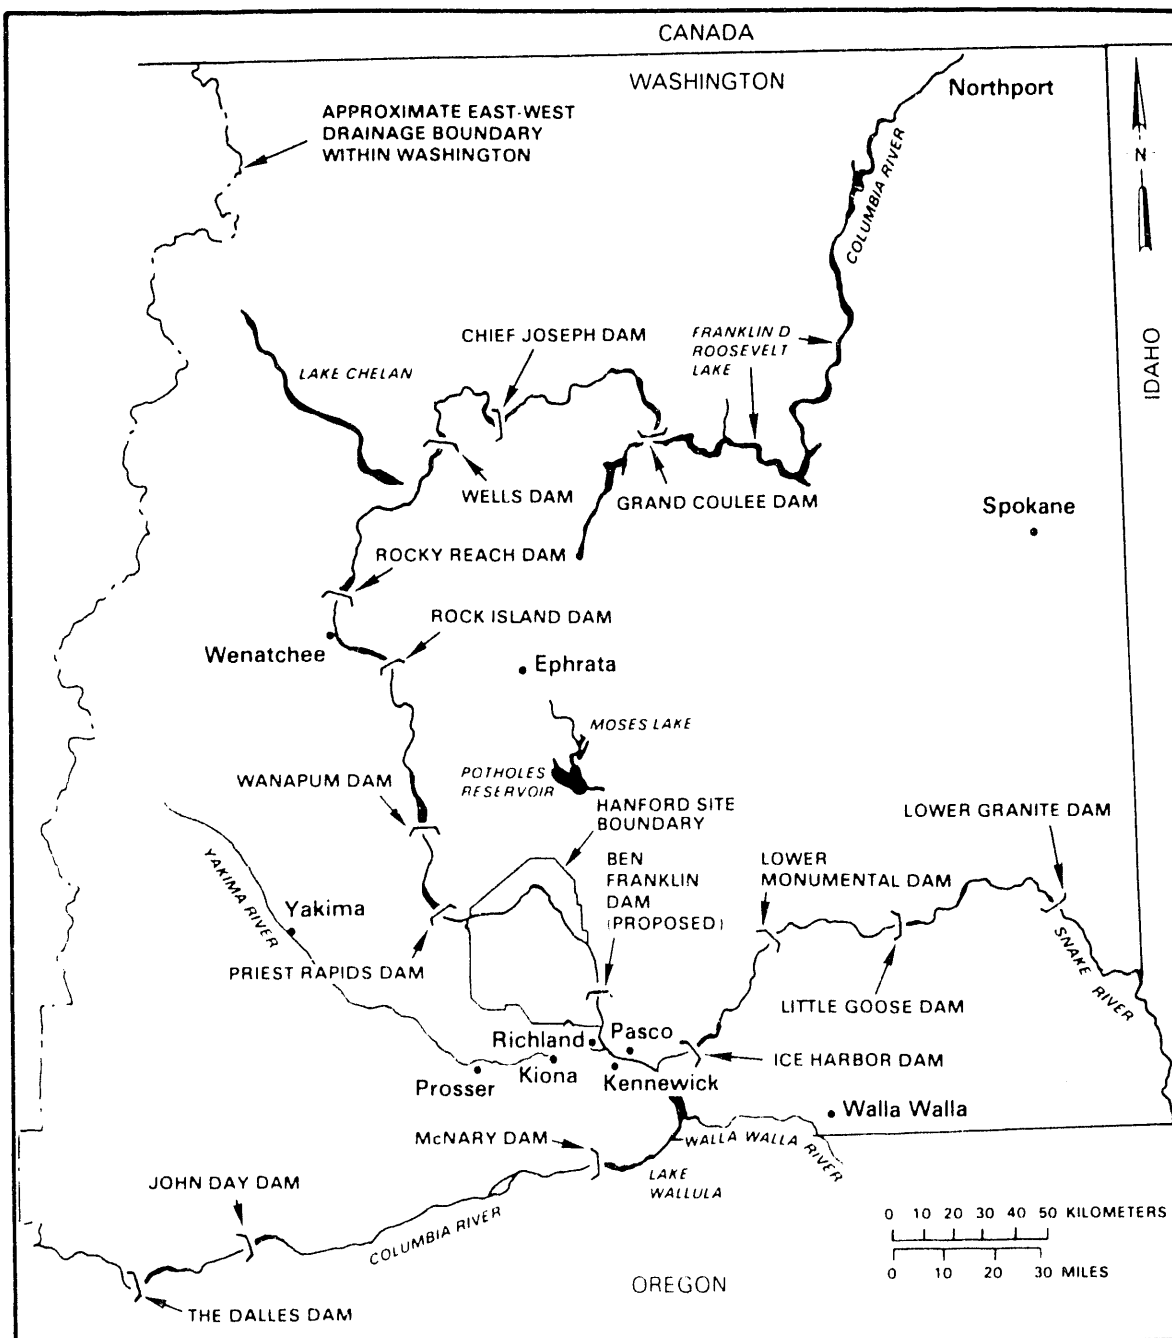 CANADA
WASHINGTON
Northport
APPROXIMATE EAST-WEST
DRAINAGE BOUNDARY
WITHIN WASHINGTON
N
COLUMBIA RIVER
IDAHO
CHIEF JOSEPH DAM
FRANKLIN D
ROOSEVELT
LAKE
LAKE CHELAN
WELLS DAM
GRAND COULEE DAM
Spokane
ROCKY REACH DAM
ROCK ISLAND DAM
Wenatchee
Ephrata
MOSES LAKE
POTHOLES
RESERVOIR
WANAPUM DAM
HANFORD SITE
BOUNDARY
LOWER GRANITE DAM
YAKIMA RIVER
BEN
FRANKLIN
DAM
(PROPOSED)
LOWER
MONUMENTAL DAM
Yakima
PRIEST RAPIDS DAM
SNAKE RIVER
LITTLE GOOSE DAM
Richland
Pasco
ICE HARBOR DAM
Prosser
Kiona
Kennewick
Walla Walla
McNARY DAM
WALLA WALLA RIVER
LAKE
WALLULA
JOHN DAY DAM
COLUMBIA RIVER
0 10 20 30 40 50 KILOMETERS
0 10 20 30 MILES
OREGON
THE DALLES DAM